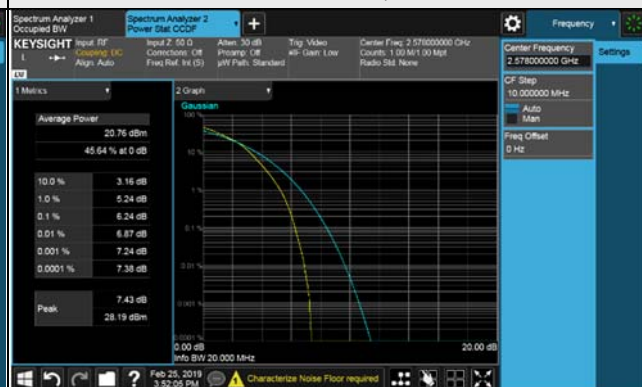 Spectrum Analyzer 1
Occupied BW
Spectrum Analyzer 2
Power Stat CCDF
Frequency
KEYSIGHT
Input: RF
Coupling: DC
Align: Auto
Input Z: 50 Ω
Corrections: Off
Freq Ref: Int (S)
Atten: 30 dB
Preamp: Off
µW Path: Standard
Trig: Video
#IF Gain: Low
Center Freq: 2.578000000 GHz
Counts: 1.00 M/1.00 Mpt
Radio Std: None
L
Center Frequency
2.578000000 GHz
Settings
CF Step
10.000000 MHz
Auto
Man
Freq Offset
0 Hz
1 Metrics
Average Power
20.76 dBm
45.64 % at 0 dB
10.0 % 3.16 dB
1.0 % 5.24 dB
0.1 % 6.24 dB
0.01 % 6.87 dB
0.001 % 7.24 dB
0.0001 % 7.38 dB
Peak
7.43 dB
28.19 dBm
2 Graph
Gaussian
100 %
10 %
1 %
0.1 %
0.01 %
0.001 %
0.0001 %
0.00 dB
20.00 dB
Info BW 20.000 MHz
Feb 25, 2019
3:52:05 PM
Characterize Noise Floor required